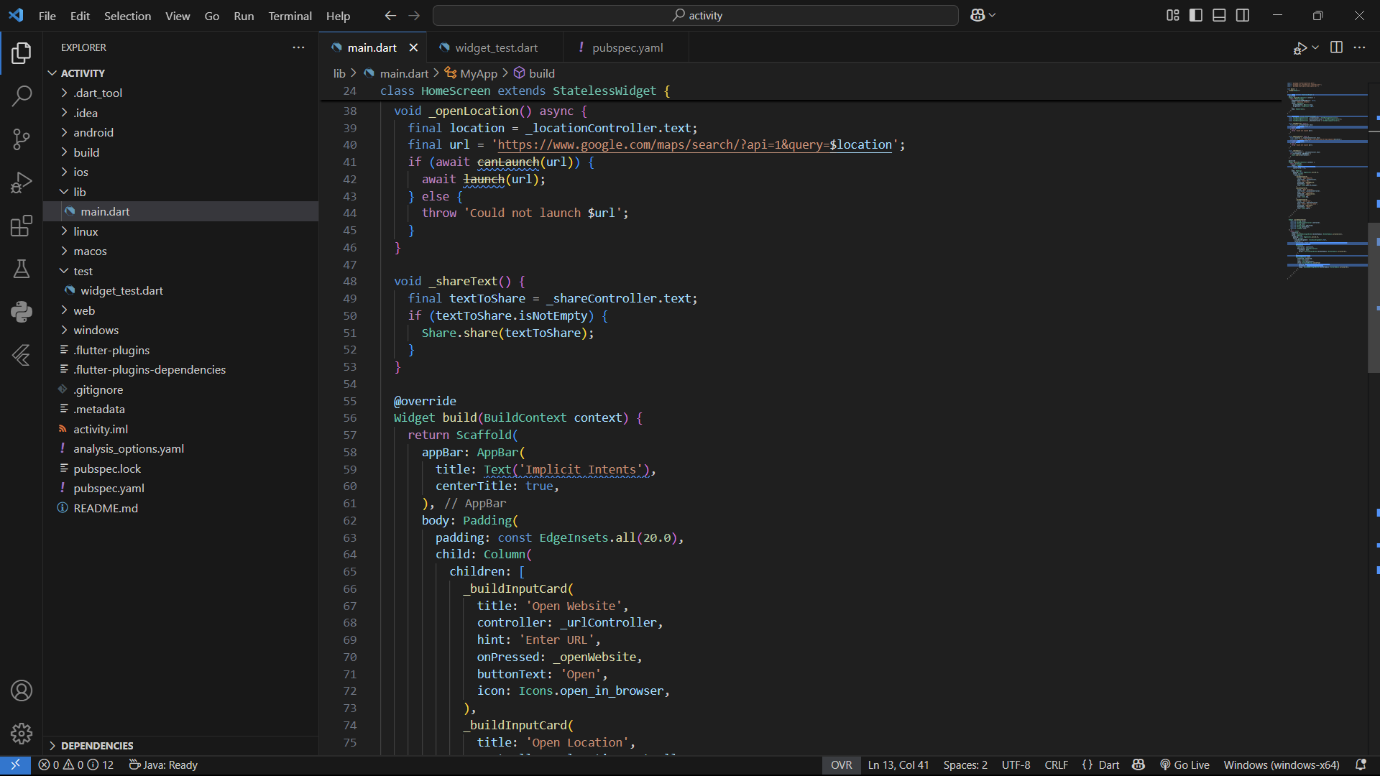 File Edit Selection View Go Run Terminal Help
activity
EXPLORER
ACTIVITY
.dart_tool
.idea
android
build
ios
lib
main.dart
linux
macos
test
widget_test.dart
web
windows
.flutter-plugins
.flutter-plugins-dependencies
.gitignore
.metadata
activity.iml
analysis_options.yaml
pubspec.lock
pubspec.yaml
README.md
DEPENDENCIES
main.dart widget_test.dart pubspec.yaml
lib > main.dart > MyApp > build
24 class HomeScreen extends StatelessWidget {
38 void _openLocation() async {
39 final location = _locationController.text;
40 final url = 'https://www.google.com/maps/search/?api=1&query=$location';
41 if (await canLaunch(url)) {
42 await launch(url);
43 } else {
44 throw 'Could not launch $url';
45 }
46 }
47
48 void _shareText() {
49 final textToShare = _shareController.text;
50 if (textToShare.isNotEmpty) {
51 Share.share(textToShare);
52 }
53 }
54
55 @override
56 Widget build(BuildContext context) {
57 return Scaffold(
58 appBar: AppBar(
59 title: Text('Implicit Intents'),
60 centerTitle: true,
61 ), // AppBar
62 body: Padding(
63 padding: const EdgeInsets.all(20.0),
64 child: Column(
65 children: [
66 _buildInputCard(
67 title: 'Open Website',
68 controller: _urlController,
69 hint: 'Enter URL',
70 onPressed: _openWebsite,
71 buttonText: 'Open',
72 icon: Icons.open_in_browser,
73 ),
74 _buildInputCard(
75 title: 'Open Location',
0 0 12 Java: Ready OVR Ln 13, Col 41 Spaces: 2 UTF-8 CRLF {} Dart Go Live Windows (windows-x64)